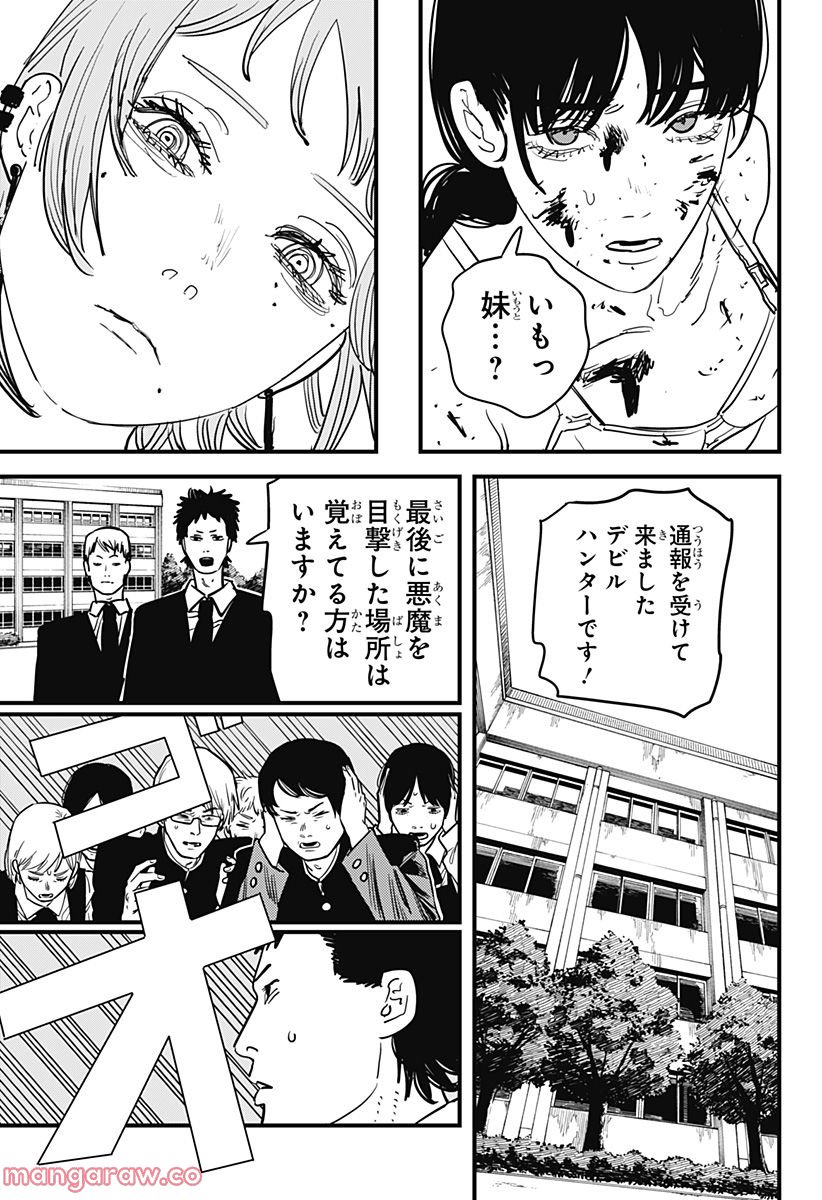 いもっ
妹…？
通報を受けて
来ました
デビル
ハンターです！
最後に悪魔を
目撃した場所は
覚えてる方は
いますか？
ゴオ
mangaraw.co